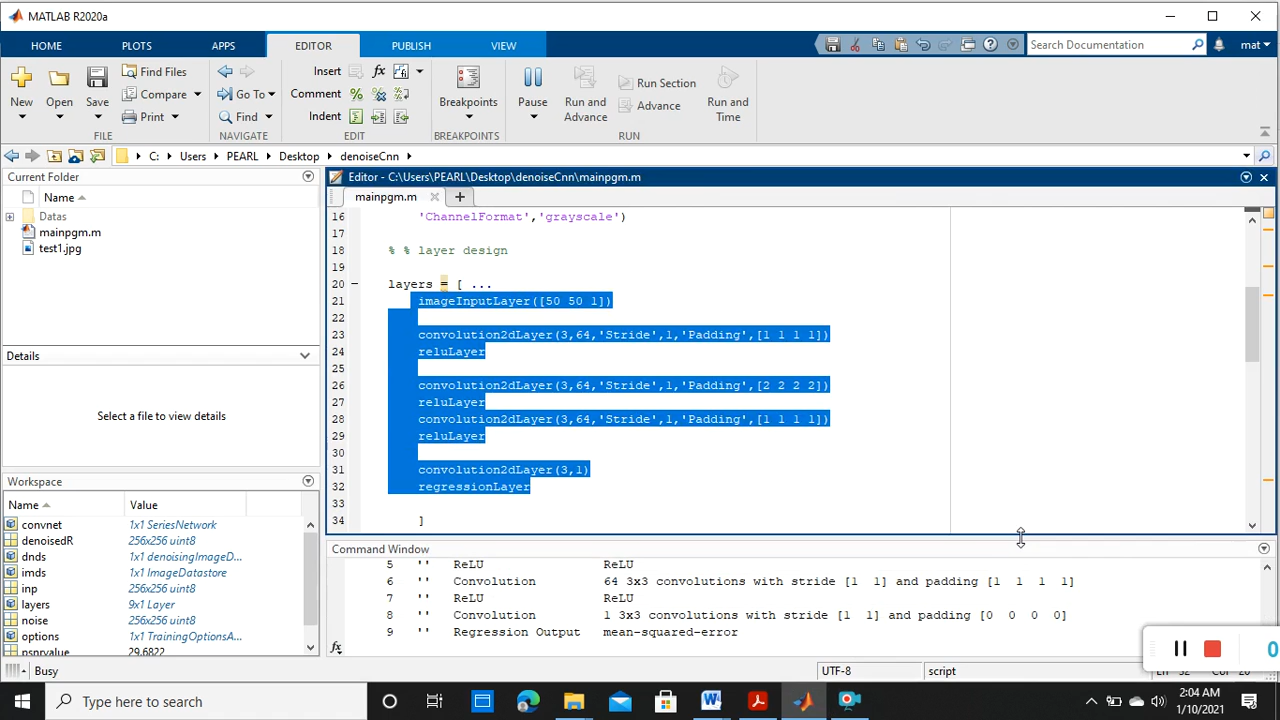 MATLAB R2020a
HOME PLOTS APPS EDITOR PUBLISH VIEW
Search Documentation mat
New Open Save Find Files Compare Print
Insert fx
Comment % 
Indent
Go To Find
Breakpoints Pause Run and Advance Run Section Advance Run and Time
FILE NAVIGATE EDIT BREAKPOINTS RUN
C: Users PEARL Desktop denoiseCnn
Current Folder
Name
Datas
mainpgm.m
test1.jpg
Details
Select a file to view details
Workspace
Name Value
convnet 1x1 SeriesNetwork
denoisedR 256x256 uint8
dnds 1x1 denoisingImageD...
imds 1x1 ImageDatastore
inp 256x256 uint8
layers 9x1 Layer
noise 256x256 uint8
options 1x1 TrainingOptionsA...
psnrvalue 29.6822
Editor - C:\Users\PEARL\Desktop\denoiseCnn\mainpgm.m
mainpgm.m
16 'ChannelFormat','grayscale')
17
18 % % layer design
19
20 layers = [ ...
21 imageInputLayer([50 50 1])
22
23 convolution2dLayer(3,64,'Stride',1,'Padding',[1 1 1 1])
24 reluLayer
25
26 convolution2dLayer(3,64,'Stride',1,'Padding',[2 2 2 2])
27 reluLayer
28 convolution2dLayer(3,64,'Stride',1,'Padding',[1 1 1 1])
29 reluLayer
30
31 convolution2dLayer(3,1)
32 regressionLayer
33
34 ]
Command Window
5 '' ReLU ReLU
6 '' Convolution 64 3x3 convolutions with stride [1 1] and padding [1 1 1 1]
7 '' ReLU ReLU
8 '' Convolution 1 3x3 convolutions with stride [1 1] and padding [0 0 0 0]
9 '' Regression Output mean-squared-error
fx
0
Busy UTF-8 script
Type here to search
2:04 AM
1/10/2021